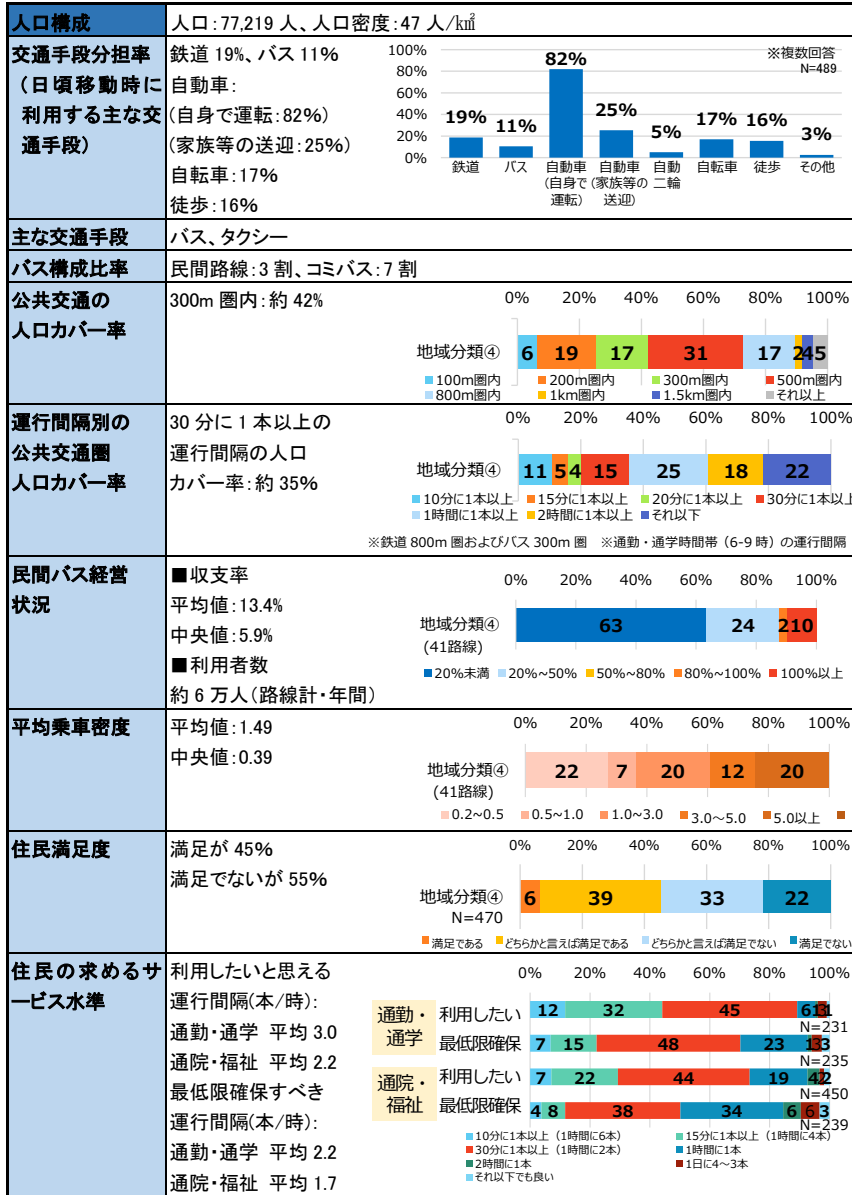 人口構成
人口:77,219 人、人口密度:47 人/㎢
交通手段分担率
(日頃移動時に
利用する主な交
通手段)
鉄道 19%、バス 11%
自動車:
(自身で運転:82%)
(家族等の送迎:25%)
自転車:17%
徒歩:16%
※複数回答
N=489
100%
80%
60%
40%
20%
0%
19%
11%
82%
25%
5%
17%
16%
3%
鉄道
バス
自動車
(自身で
運転)
自動車
(家族等の
送迎)
自動
二輪
自転車
徒歩
その他
主な交通手段
バス、タクシー
バス構成比率
民間路線:3 割、コミバス:7 割
公共交通の
人口カバー率
300m 圏内:約 42%
0% 20% 40% 60% 80% 100%
地域分類④
6 19 17 31 17 2 4 5
100m圏内 200m圏内 300m圏内 500m圏内
800m圏内 1km圏内 1.5km圏内 それ以上
運行間隔別の
公共交通圏
人口カバー率
30 分に 1 本以上の
運行間隔の人口
カバー率:約 35%
0% 20% 40% 60% 80% 100%
地域分類④
11 5 4 15 25 18 22
10分に1本以上 15分に1本以上 20分に1本以上 30分に1本以上
1時間に1本以上 2時間に1本以上 それ以下
※鉄道 800m 圏およびバス 300m 圏 ※通勤・通学時間帯(6-9 時)の運行間隔
民間バス経営
状況
■収支率
平均値:13.4%
中央値:5.9%
■利用者数
約 6 万人(路線計・年間)
0% 20% 40% 60% 80% 100%
地域分類④
(41路線)
63 24 2 10
20%未満 20%~50% 50%~80% 80%~100% 100%以上
平均乗車密度
平均値:1.49
中央値:0.39
0% 20% 40% 60% 80% 100%
地域分類④
(41路線)
22 7 20 12 20
0.2~0.5 0.5~1.0 1.0~3.0 3.0~5.0 5.0以上
住民満足度
満足が 45%
満足でないが 55%
0% 20% 40% 60% 80% 100%
地域分類④
N=470
6 39 33 22
満足である どちらかと言えば満足である どちらかと言えば満足でない 満足でない
住民の求めるサ
ービス水準
利用したいと思える
運行間隔(本/時):
通勤・通学 平均 3.0
通院・福祉 平均 2.2
最低限確保すべき
運行間隔(本/時):
通勤・通学 平均 2.2
通院・福祉 平均 1.7
0% 20% 40% 60% 80% 100%
通勤・
通学
利用したい
12 32 45 6 1 3 1
N=231
最低限確保
7 15 48 23 1 3 3
N=235
通院・
福祉
利用したい
7 22 44 19 4 2 2
N=450
最低限確保
4 8 38 34 6 6 3
N=239
10分に1本以上(1時間に6本) 15分に1本以上(1時間に4本)
30分に1本以上(1時間に2本) 1時間に1本
2時間に1本 1日に4~3本
それ以下でも良い